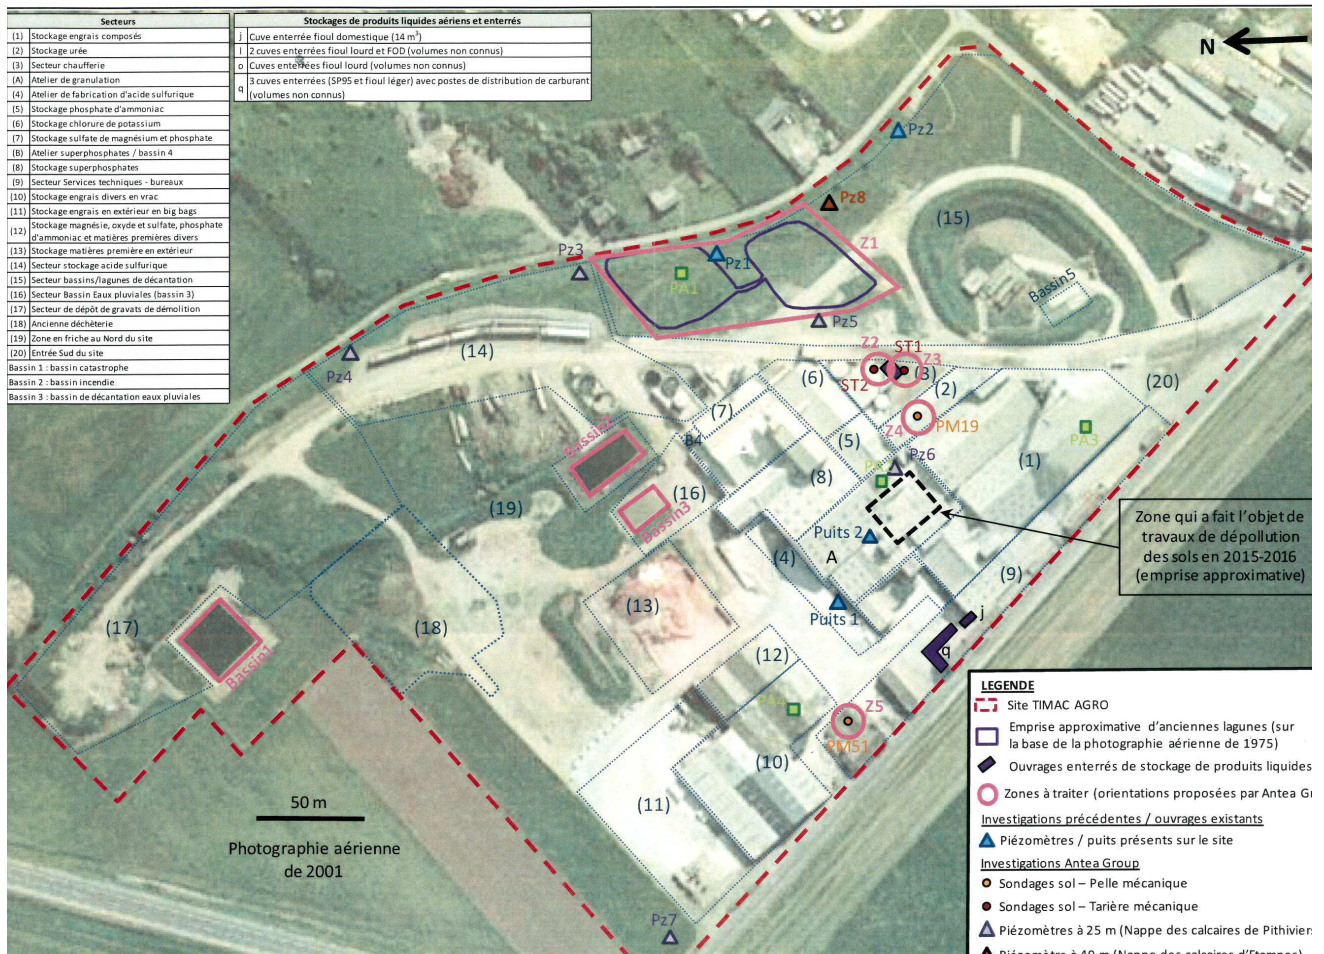 Secteurs
(1) Stockage engrais composés
(2) Stockage urée
(3) Secteur chaufferie
(A) Atelier de granulation
(4) Atelier de fabrication d'acide sulfurique
(5) Stockage phosphate d'ammoniac
(6) Stockage chlorure de potassium
(7) Stockage sulfate de magnésium et phosphate
(B) Atelier superphosphates / bassin 4
(8) Stockage superphosphates
(9) Secteur Services techniques - bureaux
(10) Stockage engrais divers en vrac
(11) Stockage engrais en extérieur en big bags
(12) Stockage magnésie, oxyde et sulfate, phosphate
d'ammoniac et matières premières divers
(13) Stockage matières première en extérieur
(14) Secteur stockage acide sulfurique
(15) Secteur bassins/lagunes de décantation
(16) Secteur Bassin Eaux pluviales (bassin 3)
(17) Secteur de dépôt de gravats de démolition
(18) Ancienne déchèterie
(19) Zone en friche au Nord du site
(20) Entrée Sud du site
Bassin 1 : bassin catastrophe
Bassin 2 : bassin incendie
Bassin 3 : bassin de décantation eaux pluviales
Stockages de produits liquides aériens et enterrés
j Cuve enterrée fioul domestique (14 m³)
l 2 cuves enterrées fioul lourd et FOD (volumes non connus)
o Cuves enterrées fioul lourd (volumes non connus)
q 3 cuves enterrées (SP95 et fioul léger) avec postes de distribution de carburant
(volumes non connus)
N
Pz2
Pz8
(15)
Z1
Pz3
Pz1
PA1
Bassin5
Pz5
(14)
Pz4
Z2
ST1
Z3
(3)
ST2
(6)
(2)
(20)
(7)
Z4
PM19
PA3
Bassin2
B4
(5)
Pz6
(1)
(8)
(16)
(19)
Bassin3
Puits 2
(4)
A
(9)
Zone qui a fait l'objet de
travaux de dépollution
des sols en 2015-2016
(emprise approximative)
(13)
Puits 1
j
q
(17)
(18)
Bassin1
(12)
PA4
Z5
PM51
(10)
(11)
50 m
Photographie aérienne
de 2001
Pz7
LEGENDE
Site TIMAC AGRO
Emprise approximative d'anciennes lagunes (sur
la base de la photographie aérienne de 1975)
Ouvrages enterrés de stockage de produits liquides
Zones à traiter (orientations proposées par Antea Gr
Investigations précédentes / ouvrages existants
Piézomètres / puits présents sur le site
Investigations Antea Group
Sondages sol – Pelle mécanique
Sondages sol – Tarière mécanique
Piézomètres à 25 m (Nappe des calcaires de Pithiviers
Piézomètre à 40 m (Nappe des calcaires d'Etampes)